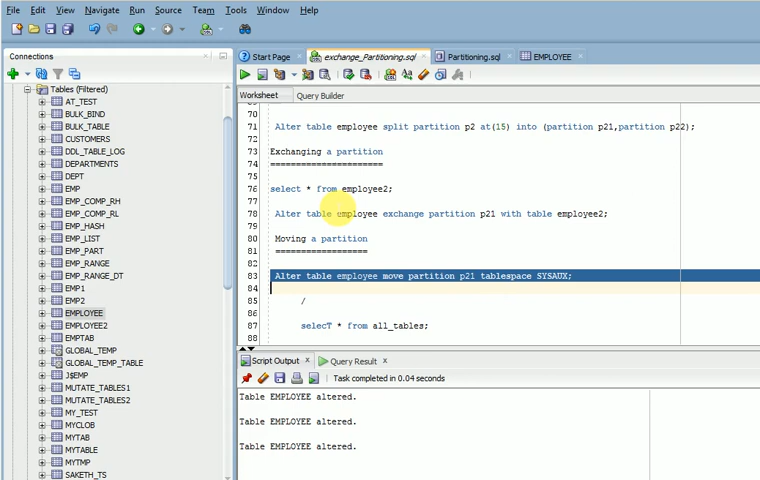 File Edit View Navigate Run Source Team Tools Window Help
Connections
Tables (Filtered)
AT_TEST
BULK_BIND
BULK_TABLE
CUSTOMERS
DDL_TABLE_LOG
DEPARTMENTS
DEPT
EMP
EMP_COMP_RH
EMP_COMP_RL
EMP_HASH
EMP_LIST
EMP_PART
EMP_RANGE
EMP_RANGE_DT
EMP1
EMP2
EMPLOYEE
EMPLOYEE2
EMPTAB
GLOBAL_TEMP
GLOBAL_TEMP_TABLE
J$EMP
MUTATE_TABLES1
MUTATE_TABLES2
MY_TEST
MYCLOB
MYTAB
MYTABLE
MYTMP
SAKETH_TS
Start Page exchange_Partitioning.sql Partitioning.sql EMPLOYEE
Worksheet Query Builder
70
71 Alter table employee split partition p2 at(15) into (partition p21,partition p22);
72
73 Exchanging a partition
74 ======================
75
76 select * from employee2;
77
78 Alter table employee exchange partition p21 with table employee2;
79
80 Moving a partition
81 ==================
82
83 Alter table employee move partition p21 tablespace SYSAUX;
84
85 /
86
87 selecT * from all_tables;
88
Script Output Query Result
Task completed in 0.04 seconds
Table EMPLOYEE altered.
Table EMPLOYEE altered.
Table EMPLOYEE altered.